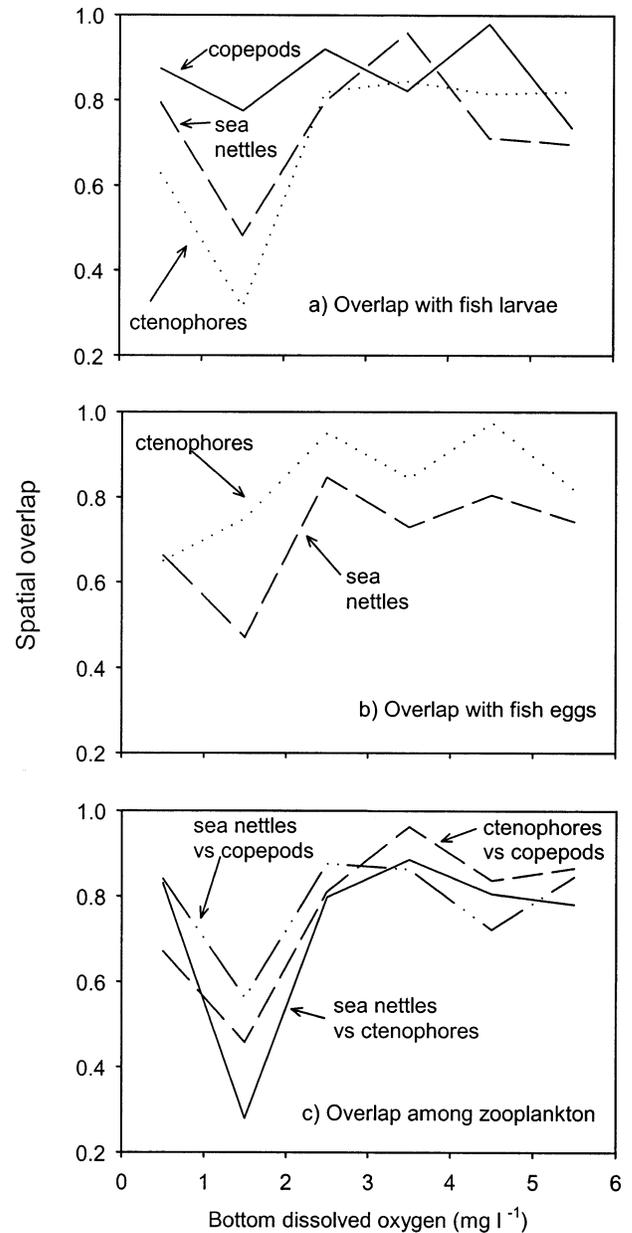 1.0
copepods
0.8
sea
nettles
0.6
0.4
ctenophores
a) Overlap with fish larvae
0.2
1.0
ctenophores
0.8
0.6
sea
nettles
0.4
b) Overlap with fish eggs
0.2
Spatial overlap
1.0
sea nettles
vs copepods
ctenophores
vs copepods
0.8
0.6
sea nettles
vs ctenophores
0.4
c) Overlap among zooplankton
0.2
0 1 2 3 4 5 6
Bottom dissolved oxygen (mg l⁻¹)